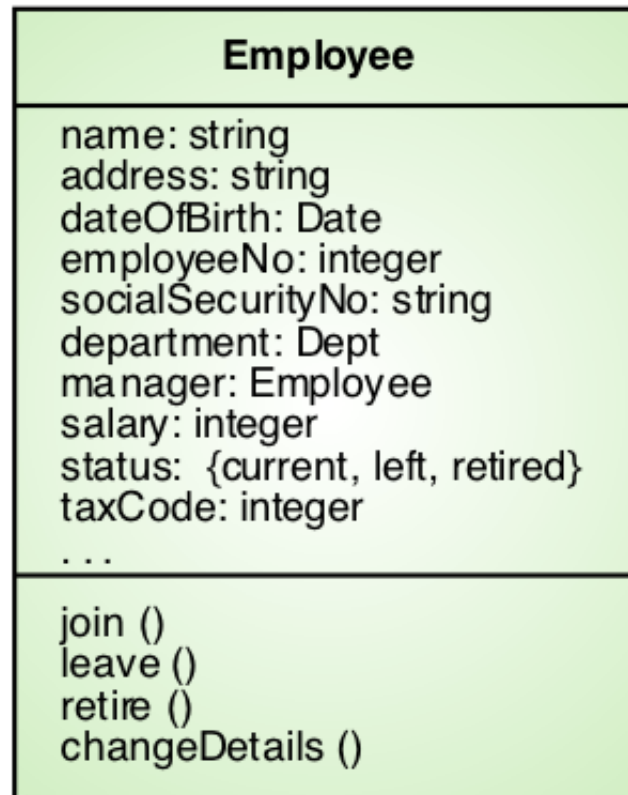 Employee
name: string
address: string
dateOfBirth: Date
employeeNo: integer
socialSecurityNo: string
department: Dept
manager: Employee
salary: integer
status: {current, left, retired}
taxCode: integer
. . .
join ()
leave ()
retire ()
changeDetails ()